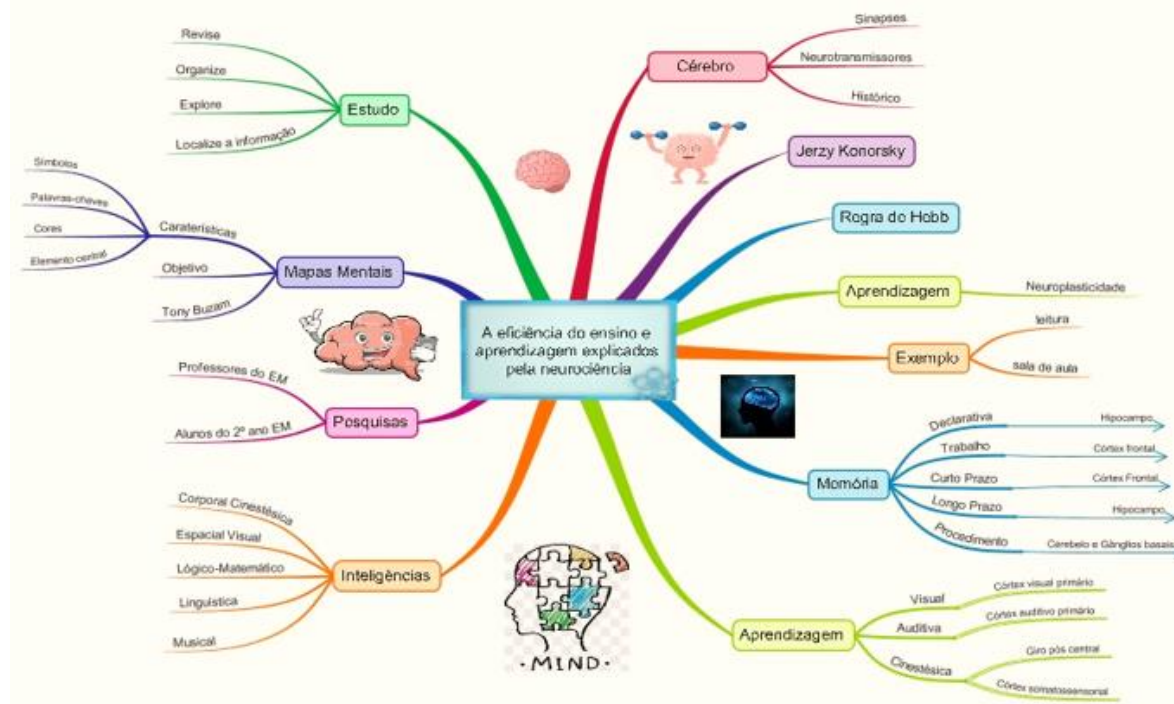 A eficiência do ensino e
aprendizagem explicados
pela neurociência
Cérebro
Sinapses
Neurotransmissores
Histórico
Jerzy Konorsky
Regra de Hebb
Aprendizagem
Neuroplasticidade
Exemplo
leitura
sala de aula
Memória
Declarativa
Hipocampo
Trabalho
Córtex frontal
Curto Prazo
Córtex Frontal
Longo Prazo
Hipocampo
Procedimento
Cerebelo e Gânglios basais
Aprendizagem
Visual
Córtex visual primário
Auditiva
Córtex auditivo primário
Cinestésica
Giro pós central
Córtex somatossensorial
Estudo
Revise
Organize
Explore
Localize a informação
Mapas Mentais
Caraterísticas
Símbolos
Palavras-chaves
Cores
Elemento central
Objetivo
Tony Buzam
Pesquisas
Professores do EM
Alunos do 2º ano EM
Inteligências
Corporal Cinestésica
Espacial Visual
Lógico-Matemático
Linguística
Musical
· MIND ·